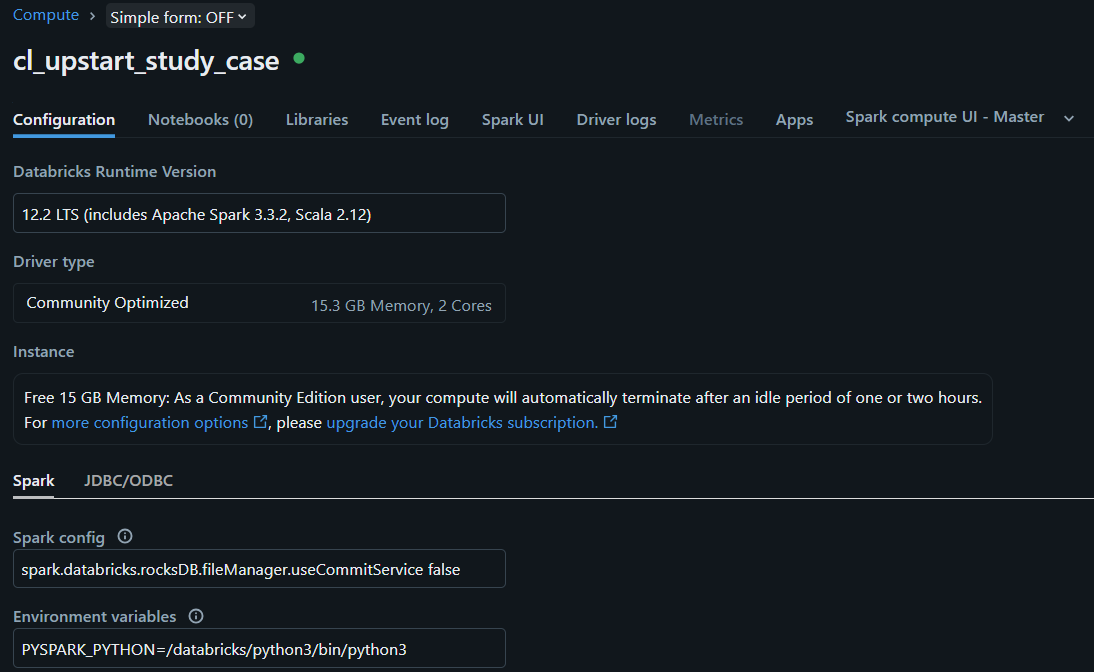 Compute > Simple form: OFF
cl_upstart_study_case
Configuration Notebooks (0) Libraries Event log Spark UI Driver logs Metrics Apps Spark compute UI - Master
Databricks Runtime Version
12.2 LTS (includes Apache Spark 3.3.2, Scala 2.12)
Driver type
Community Optimized 15.3 GB Memory, 2 Cores
Instance
Free 15 GB Memory: As a Community Edition user, your compute will automatically terminate after an idle period of one or two hours.
For more configuration options, please upgrade your Databricks subscription.
Spark JDBC/ODBC
Spark config
spark.databricks.rocksDB.fileManager.useCommitService false
Environment variables
PYSPARK_PYTHON=/databricks/python3/bin/python3